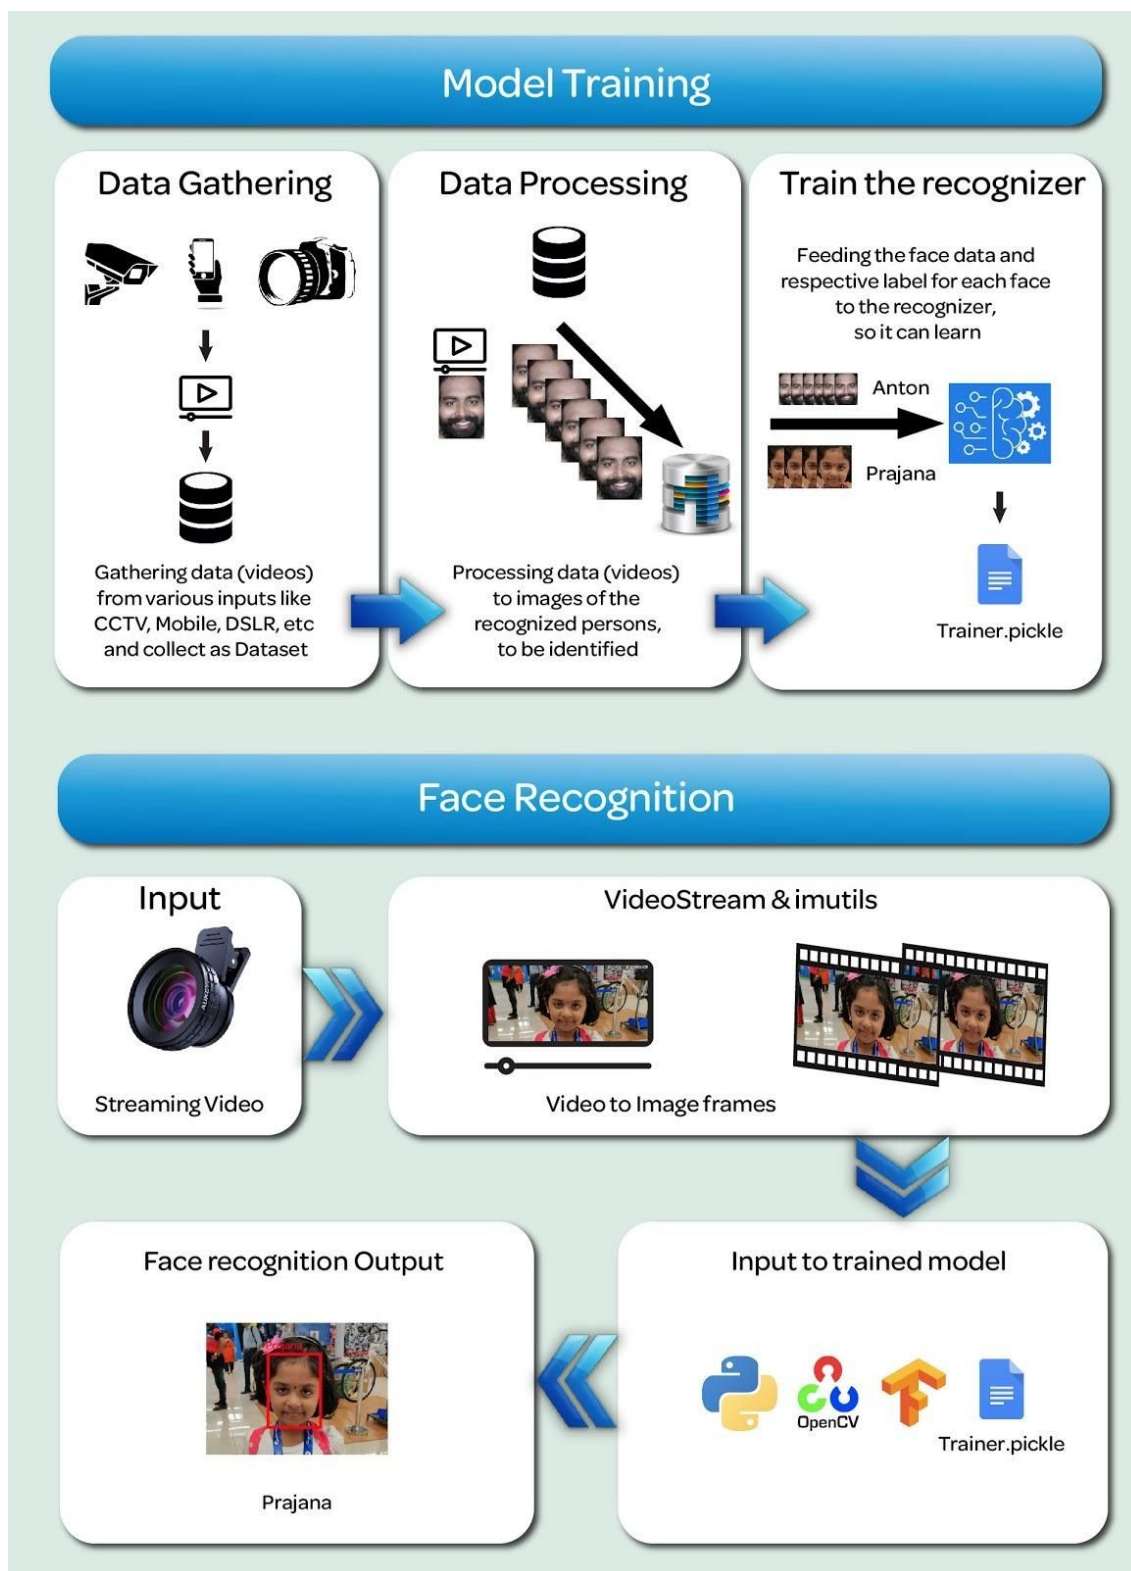 Model Training
Data Gathering
Gathering data (videos)
from various inputs like
CCTV, Mobile, DSLR, etc
and collect as Dataset
Data Processing
Processing data (videos)
to images of the
recognized persons,
to be identified
Train the recognizer
Feeding the face data and
respective label for each face
to the recognizer,
so it can learn
Anton
Prajana
Trainer.pickle
Face Recognition
Input
AUKEY
Streaming Video
VideoStream & imutils
Video to Image frames
Input to trained model
OpenCV
Trainer.pickle
Face recognition Output
Prajana
Prajana